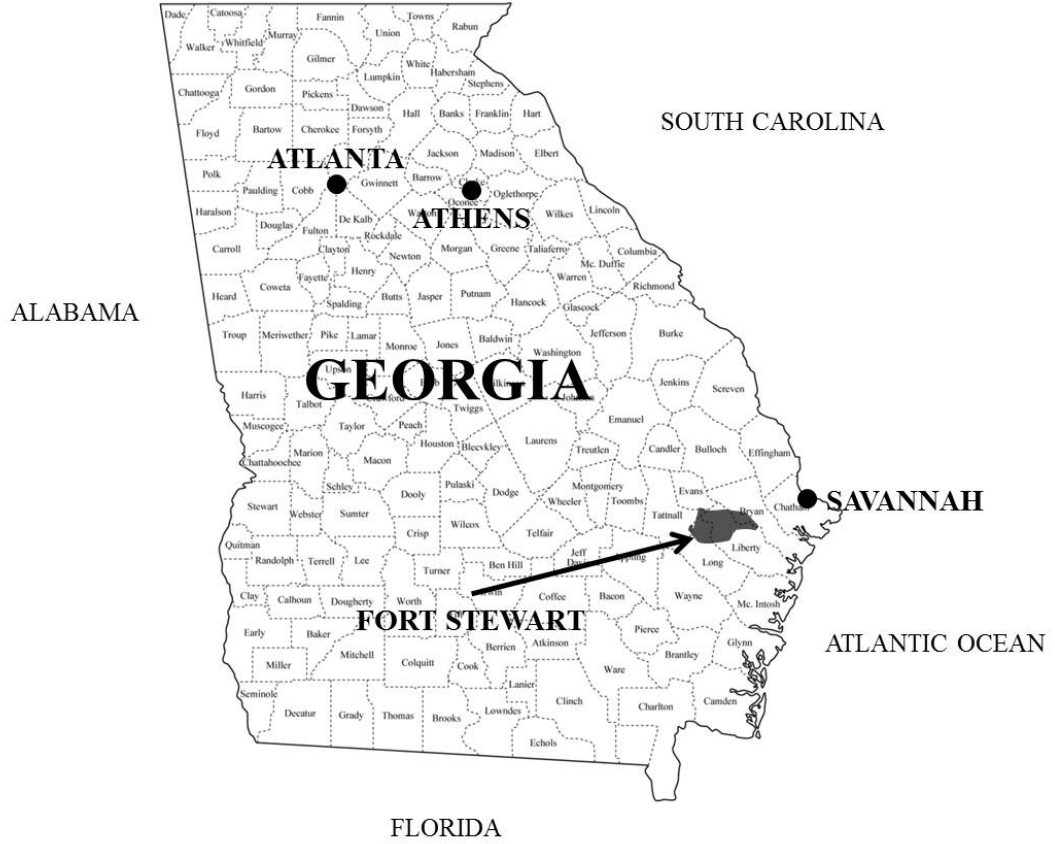 Dade
Catoosa
Fannin
Towns
Rabun
Walker
Whitfield
Murray
Union
Gilmer
White
Habersham
Lumpkin
Stephens
Chattooga
Gordon
Pickens
Dawson
Hall
Banks
Franklin
Hart
Floyd
Bartow
Cherokee
Forsyth
SOUTH CAROLINA
Jackson
Madison
Elbert
ATLANTA
Polk
Paulding
Cobb
Gwinnett
Barrow
Oglethorpe
Oconee
Haralson
Douglas
Fulton
De Kalb
ATHENS
Wilkes
Lincoln
Rockdale
Carroll
Clayton
Newton
Morgan
Greene
Taliaferro
Columbia
Mc. Duffie
Fayette
Henry
Warren
Richmond
Heard
Coweta
Spalding
Butts
Jasper
Putnam
Hancock
Glascock
ALABAMA
Troup
Meriwether
Pike
Lamar
Monroe
Jones
Baldwin
Jefferson
Burke
Washington
GEORGIA
Jenkins
Screven
Harris
Talbot
Twiggs
Emanuel
Muscogee
Taylor
Peach
Houston
Bleevkley
Laurens
Treutlen
Candler
Bulloch
Effingham
Chattahoochee
Marion
Macon
Schley
Dooly
Pulaski
Dodge
Montgomery
Wheeler
Toombs
Evans
Tattnall
Bryan
SAVANNAH
Stewart
Webster
Sumter
Crisp
Wilcox
Telfair
Quitman
Randolph
Terrell
Lee
Turner
Ben Hill
Jeff
Long
Liberty
Clay
Calhoun
Dougherty
Worth
Coffee
Bacon
Wayne
Mc. Intosh
FORT STEWART
Early
Baker
Mitchell
Colquitt
Cook
Berrien
Atkinson
Pierce
Brantley
Glynn
ATLANTIC OCEAN
Miller
Ware
Seminole
Lanier
Decatur
Grady
Thomas
Brooks
Lowndes
Clinch
Charlton
Camden
Echols
FLORIDA